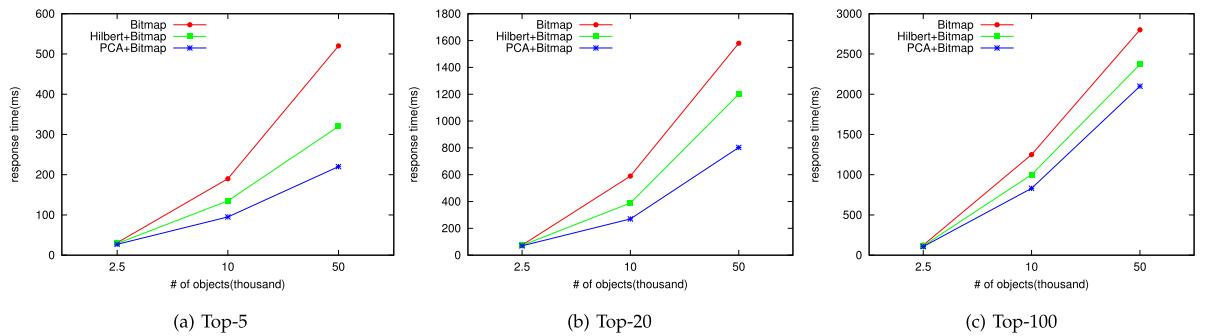 600
500
400
300
200
100
0
response time(ms)
Bitmap
Hilbert+Bitmap
PCA+Bitmap
2.5 10 50
# of objects(thousand)
(a) Top-5
1800
1600
1400
1200
1000
800
600
400
200
0
response time(ms)
Bitmap
Hilbert+Bitmap
PCA+Bitmap
2.5 10 50
# of objects(thousand)
(b) Top-20
3000
2500
2000
1500
1000
500
0
response time(ms)
Bitmap
Hilbert+Bitmap
PCA+Bitmap
2.5 10 50
# of objects(thousand)
(c) Top-100